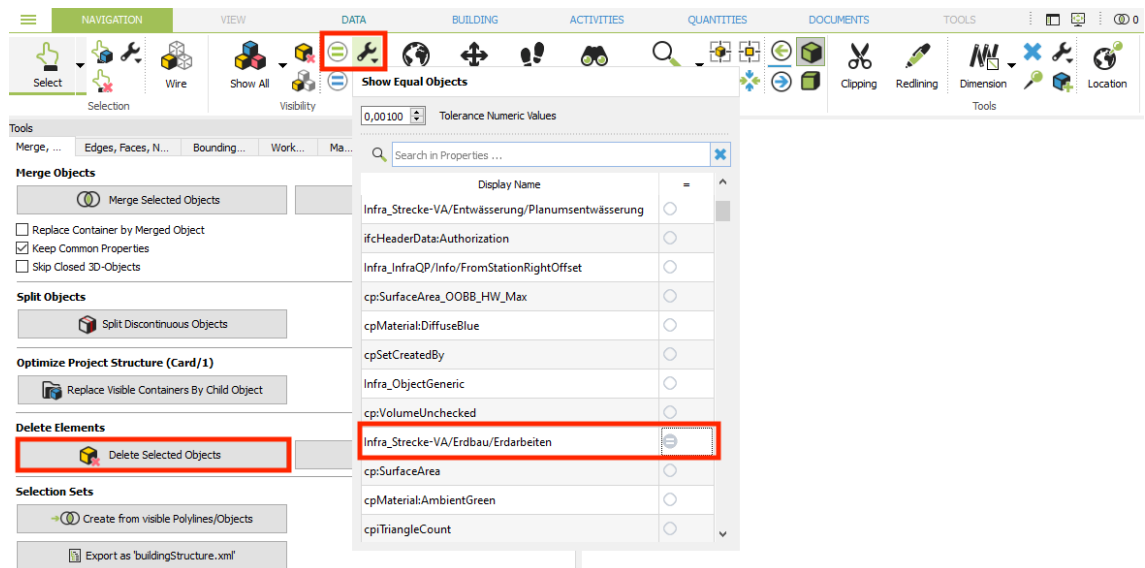 NAVIGATION VIEW DATA BUILDING ACTIVITIES QUANTITIES DOCUMENTS TOOLS 0
Select Wire Show All Clipping Redlining Dimension Location
Selection Visibility Tools
Show Equal Objects
0,00100 Tolerance Numeric Values
Search in Properties ...
Display Name =
Infra_Strecke-VA/Entwässerung/Planumsentwässerung
ifcHeaderData:Authorization
Infra_InfraQP/Info/FromStationRightOffset
cp:SurfaceArea_OOBB_HW_Max
cpMaterial:DiffuseBlue
cpSetCreatedBy
Infra_ObjectGeneric
cp:VolumeUnchecked
Infra_Strecke-VA/Erdbau/Erdarbeiten
cp:SurfaceArea
cpMaterial:AmbientGreen
cpiTriangleCount
Tools
Merge, ... Edges, Faces, N... Bounding... Work... Ma...
Merge Objects
Merge Selected Objects
Replace Container by Merged Object
Keep Common Properties
Skip Closed 3D-Objects
Split Objects
Split Discontinuous Objects
Optimize Project Structure (Card/1)
Replace Visible Containers By Child Object
Delete Elements
Delete Selected Objects
Selection Sets
Create from visible Polylines/Objects
Export as 'buildingStructure.xml'